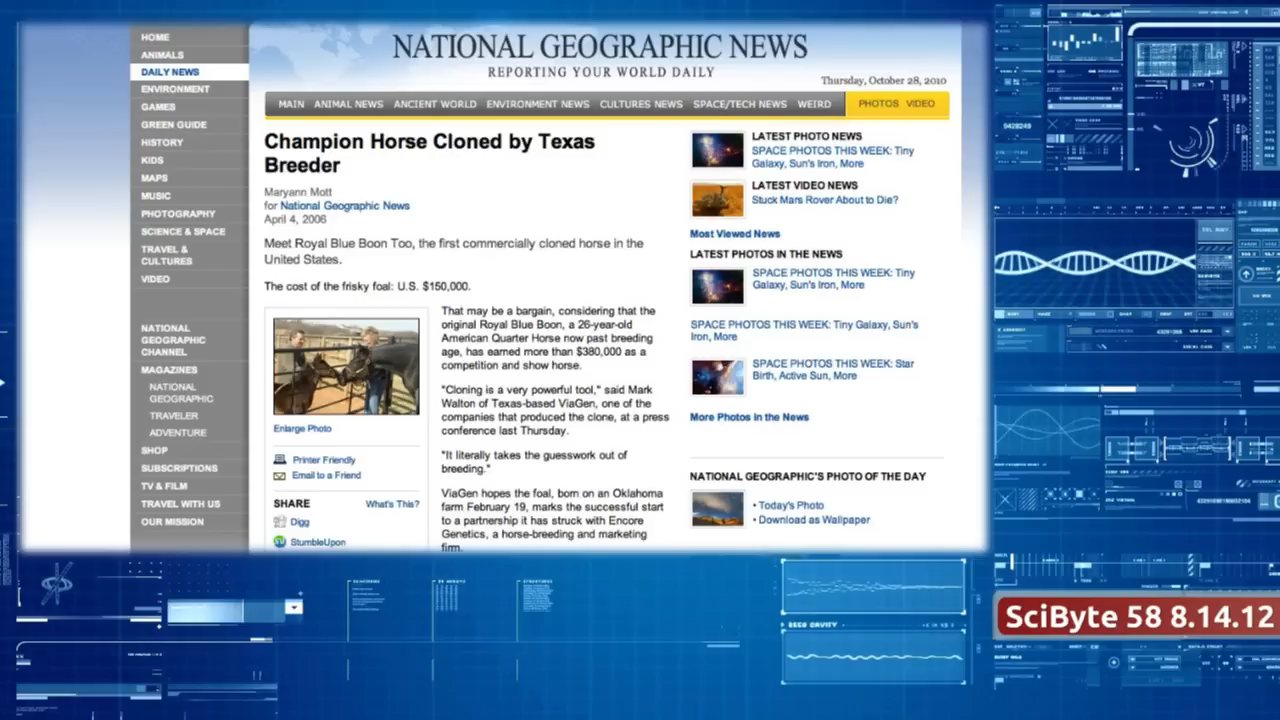 HOME
ANIMALS
DAILY NEWS
ENVIRONMENT
GAMES
GREEN GUIDE
HISTORY
KIDS
MAPS
MUSIC
PHOTOGRAPHY
SCIENCE & SPACE
TRAVEL &
CULTURES
VIDEO
NATIONAL
GEOGRAPHIC
CHANNEL
MAGAZINES
NATIONAL
GEOGRAPHIC
TRAVELER
ADVENTURE
SHOP
SUBSCRIPTIONS
TV & FILM
TRAVEL WITH US
OUR MISSION
NATIONAL GEOGRAPHIC NEWS
REPORTING YOUR WORLD DAILY
Thursday, October 28, 2010
MAIN ANIMAL NEWS ANCIENT WORLD ENVIRONMENT NEWS CULTURES NEWS SPACE/TECH NEWS WEIRD PHOTOS VIDEO
Champion Horse Cloned by Texas
Breeder
Maryann Mott
for National Geographic News
April 4, 2006
Meet Royal Blue Boon Too, the first commercially cloned horse in the
United States.
The cost of the frisky foal: U.S. $150,000.
Enlarge Photo
Printer Friendly
Email to a Friend
SHARE What's This?
Digg
StumbleUpon
That may be a bargain, considering that the
original Royal Blue Boon, a 26-year-old
American Quarter Horse now past breeding
age, has earned more than $380,000 as a
competition and show horse.
"Cloning is a very powerful tool," said Mark
Walton of Texas-based ViaGen, one of the
companies that produced the clone, at a press
conference last Thursday.
"It literally takes the guesswork out of
breeding."
ViaGen hopes the foal, born on an Oklahoma
farm February 19, marks the successful start
to a partnership it has struck with Encore
Genetics, a horse-breeding and marketing
firm.
LATEST PHOTO NEWS
SPACE PHOTOS THIS WEEK: Tiny
Galaxy, Sun's Iron, More
LATEST VIDEO NEWS
Stuck Mars Rover About to Die?
Most Viewed News
LATEST PHOTOS IN THE NEWS
SPACE PHOTOS THIS WEEK: Tiny
Galaxy, Sun's Iron, More
SPACE PHOTOS THIS WEEK: Tiny Galaxy, Sun's
Iron, More
SPACE PHOTOS THIS WEEK: Star
Birth, Active Sun, More
More Photos in the News
NATIONAL GEOGRAPHIC'S PHOTO OF THE DAY
• Today's Photo
• Download as Wallpaper
SciByte 58 8.14.12